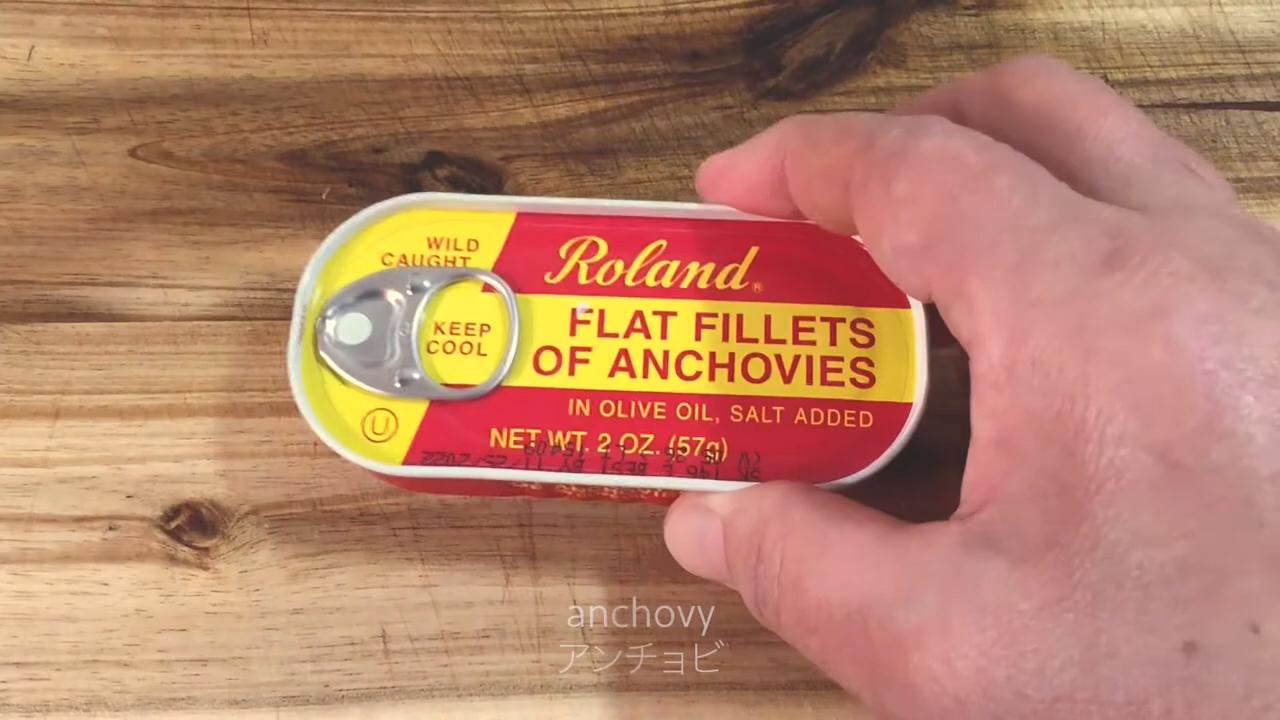 WILD
CAUGHT
KEEP
COOL
U
Roland®
FLAT FILLETS
OF ANCHOVIES
IN OLIVE OIL, SALT ADDED
NET WT. 2 OZ. (57g)
anchovy
アンチョビ